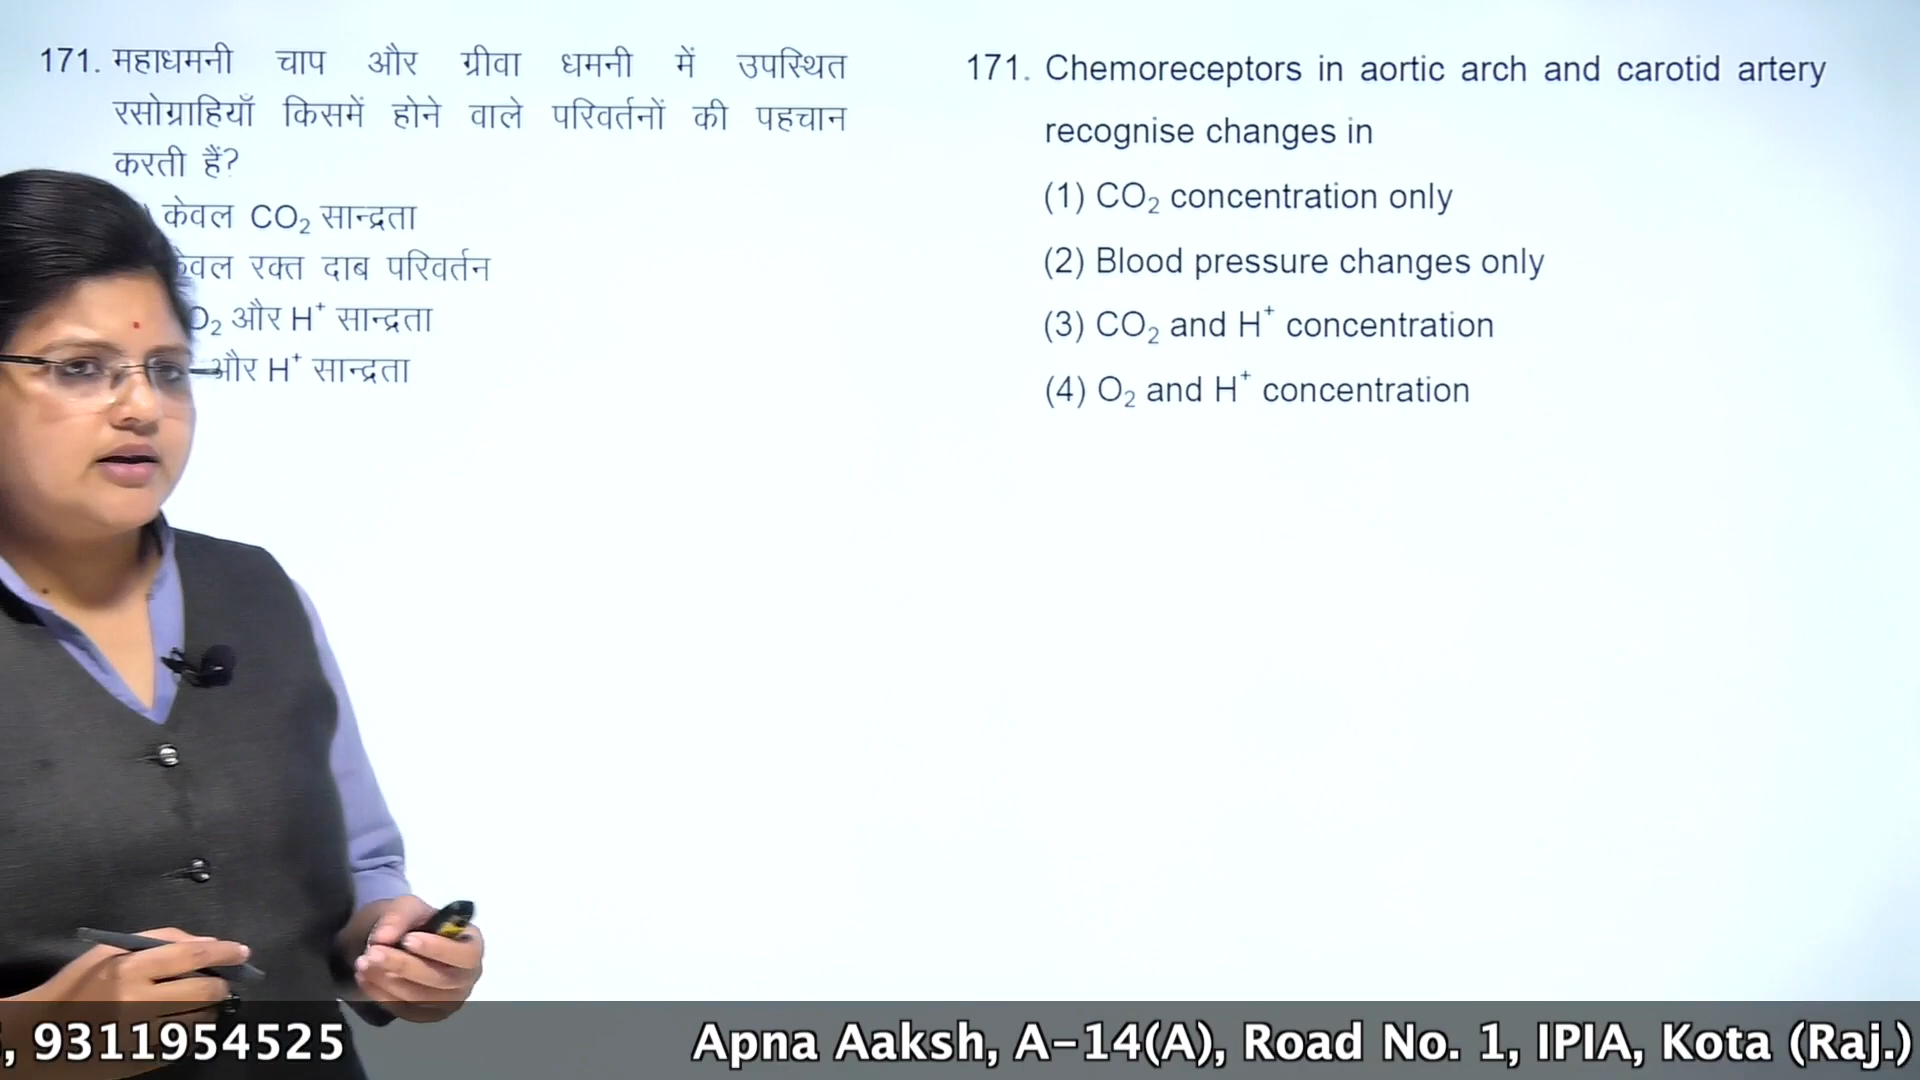 171. महाधमनी चाप और ग्रीवा धमनी में उपस्थित
रसोग्राहियाँ किसमें होने वाले परिवर्तनों की पहचान
करती हैं?
केवल CO₂ सान्द्रता
रक्त दाब परिवर्तन
और H⁺ सान्द्रता
और H⁺ सान्द्रता
171. Chemoreceptors in aortic arch and carotid artery
recognise changes in
(1) CO₂ concentration only
(2) Blood pressure changes only
(3) CO₂ and H⁺ concentration
(4) O₂ and H⁺ concentration
, 9311954525 Apna Aaksh, A-14(A), Road No. 1, IPIA, Kota (Raj.)